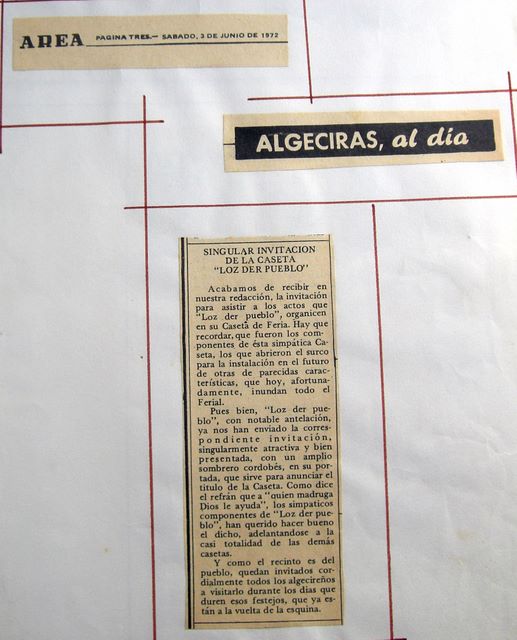 AREA PAGINA TRES.— SABADO, 3 DE JUNIO DE 1972
ALGECIRAS, al día
SINGULAR INVITACION
DE LA CASETA
"LOZ DER PUEBLO"
Acabamos de recibir en
nuestra redacción, la invitación
para asistir a los actos que
"Loz der pueblo", organicen
en su Caseta de Feria. Hay que
recordar, que fueron los com-
ponentes de ésta simpática Ca-
seta, los que abrieron el surco
para la instalación en el futuro
de otras de parecidas carac-
terísticas, que hoy, afortuna-
damente, inundan todo el
Ferial.
Pues bien, "Loz der pue-
blo", con notable antelación,
ya nos han enviado la corres-
pondiente invitación,
singularmente atractiva y bien
presentada, con un amplio
sombrero cordobés, en su por-
tada, que sirve para anunciar el
titulo de la Caseta. Como dice
el refrán que a "quien madruga
Dios le ayuda", los simpaticos
componentes de "Loz der pue-
blo", han querido hacer bueno
el dicho, adelantandose a la
casi totalidad de las demás
casetas.
Y como el recinto es del
pueblo, quedan invitados cor-
dialmente todos los algecireños
a visitarlo durante los dias que
duren esos festejos, que ya es-
tán a la vuelta de la esquina.